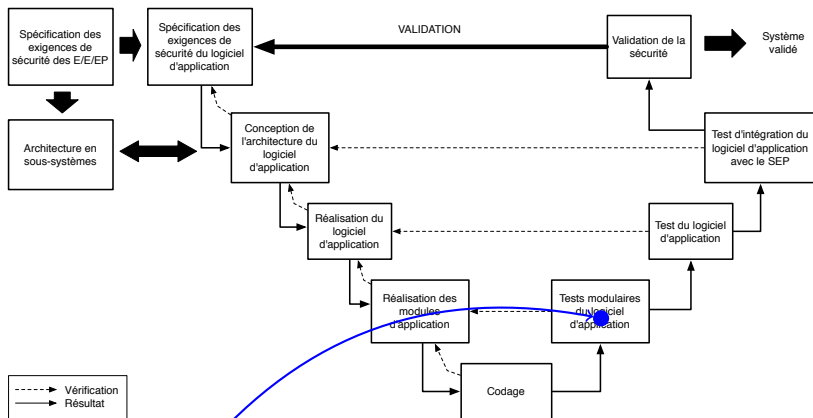 Spécification des
exigences de
sécurité des E/E/EP
Spécification des
exigences de
sécurité du logiciel
d'application
VALIDATION
Validation de la
sécurité
Système
validé
Architecture en
sous-systèmes
Conception de
l'architecture du
logiciel
d'application
Test d'intégration du
logiciel d'application
avec le SEP
Réalisation du
logiciel
d'application
Test du logiciel
d'application
Réalisation des
modules
d'application
Tests modulaires
du logiciel
d'application
Codage
Vérification
Résultat